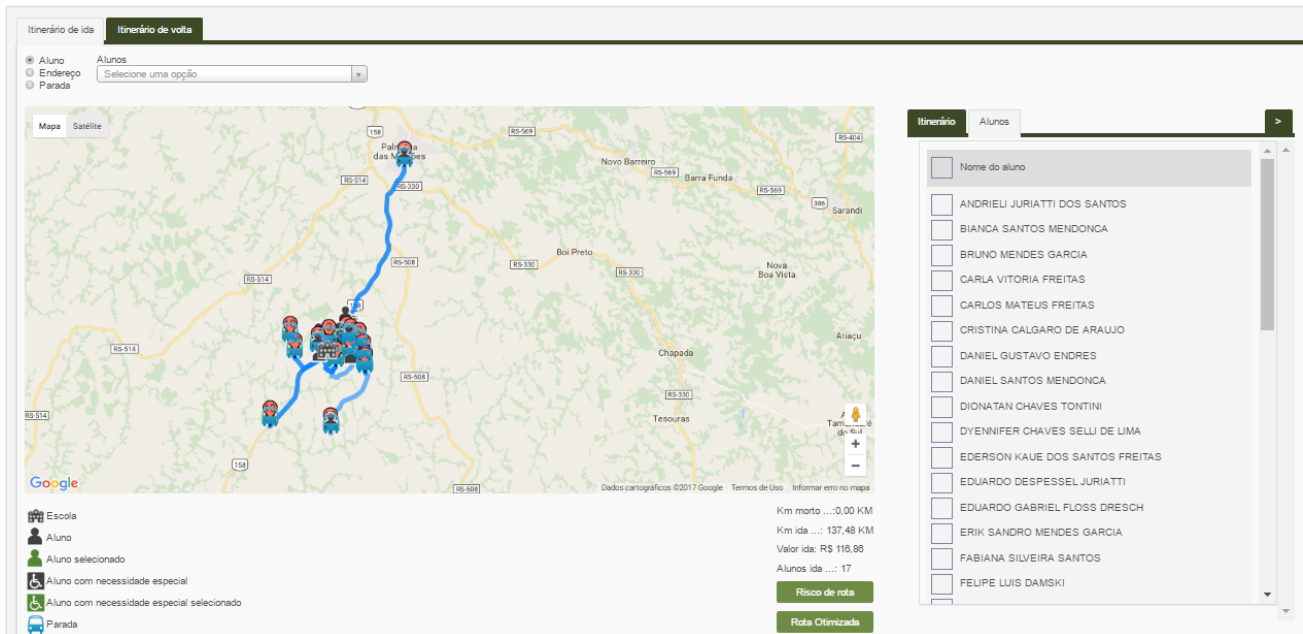 Itinerário de ida
Itinerário de volta
Aluno
Endereço
Parada
Alunos
Selecione uma opção
Mapa
Satélite
158
RS-569
RS-404
Novo Barreiro
RS-569
Barra Funda
RS-514
RS-330
RS-569
386
Sarandi
Boi Preto
RS-508
RS-330
RS-330
Nova
Boa Vista
RS-514
RS-514
Chapada
RS-508
RS-330
RS-514
Tesouras
do Sul
158
RS-508
Google
Dados cartográficos ©2017 Google
Termos de Uso
Informar erro no mapa
Escola
Aluno
Aluno selecionado
Aluno com necessidade especial
Aluno com necessidade especial selecionado
Parada
Km morto ...:0,00 KM
Km ida ...: 137,48 KM
Valor ida: R$ 116,86
Alunos ida ...: 17
Risco de rota
Rota Otimizada
Itinerário
Alunos
>
Nome do aluno
ANDRIELI JURIATTI DOS SANTOS
BIANCA SANTOS MENDONCA
BRUNO MENDES GARCIA
CARLA VITORIA FREITAS
CARLOS MATEUS FREITAS
CRISTINA CALGARO DE ARAUJO
DANIEL GUSTAVO ENDRES
DANIEL SANTOS MENDONCA
DIONATAN CHAVES TONTINI
DYENNIFER CHAVES SELLI DE LIMA
EDERSON KAUE DOS SANTOS FREITAS
EDUARDO DESPESSEL JURIATTI
EDUARDO GABRIEL FLOSS DRESCH
ERIK SANDRO MENDES GARCIA
FABIANA SILVEIRA SANTOS
FELIPE LUIS DAMSKI